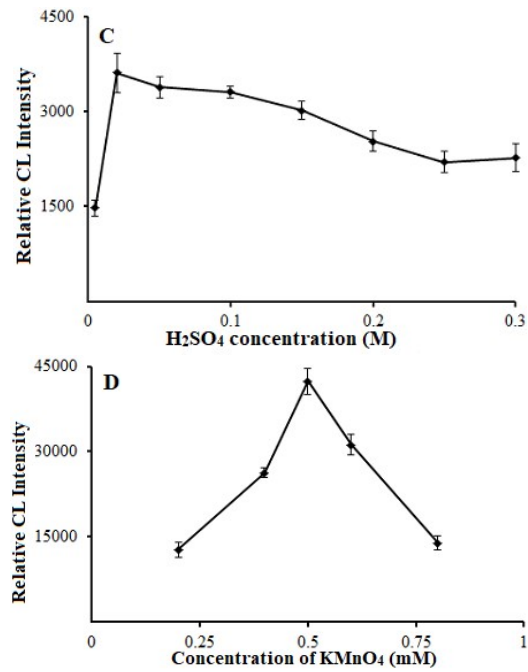 4500
C
3000
1500
0
0.1
0.2
0.3
Relative CL Intensity
H₂SO₄ concentration (M)
45000
D
30000
15000
0
0.25
0.5
0.75
1
Relative CL Intensity
Concentration of KMnO₄ (mM)